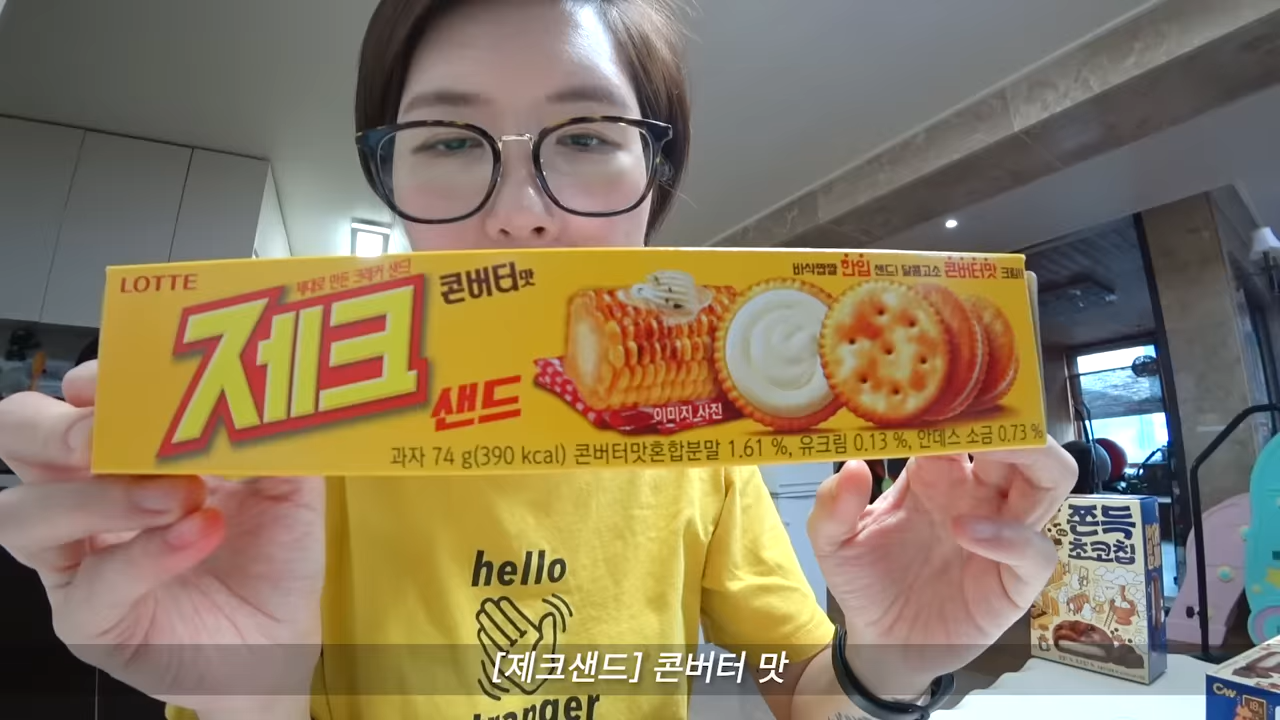 LOTTE
제대로 만든 크래커 샌드
제크
샌드
콘버터맛
바삭짭짤 한입 샌드! 달콤고소 콘버터맛 크림!
이미지 사진
과자 74 g(390 kcal) 콘버터맛혼합분말 1.61 %, 유크림 0.13 %, 안데스 소금 0.73 %
hello
쫀득
초코칩
CW
[제크샌드] 콘버터 맛